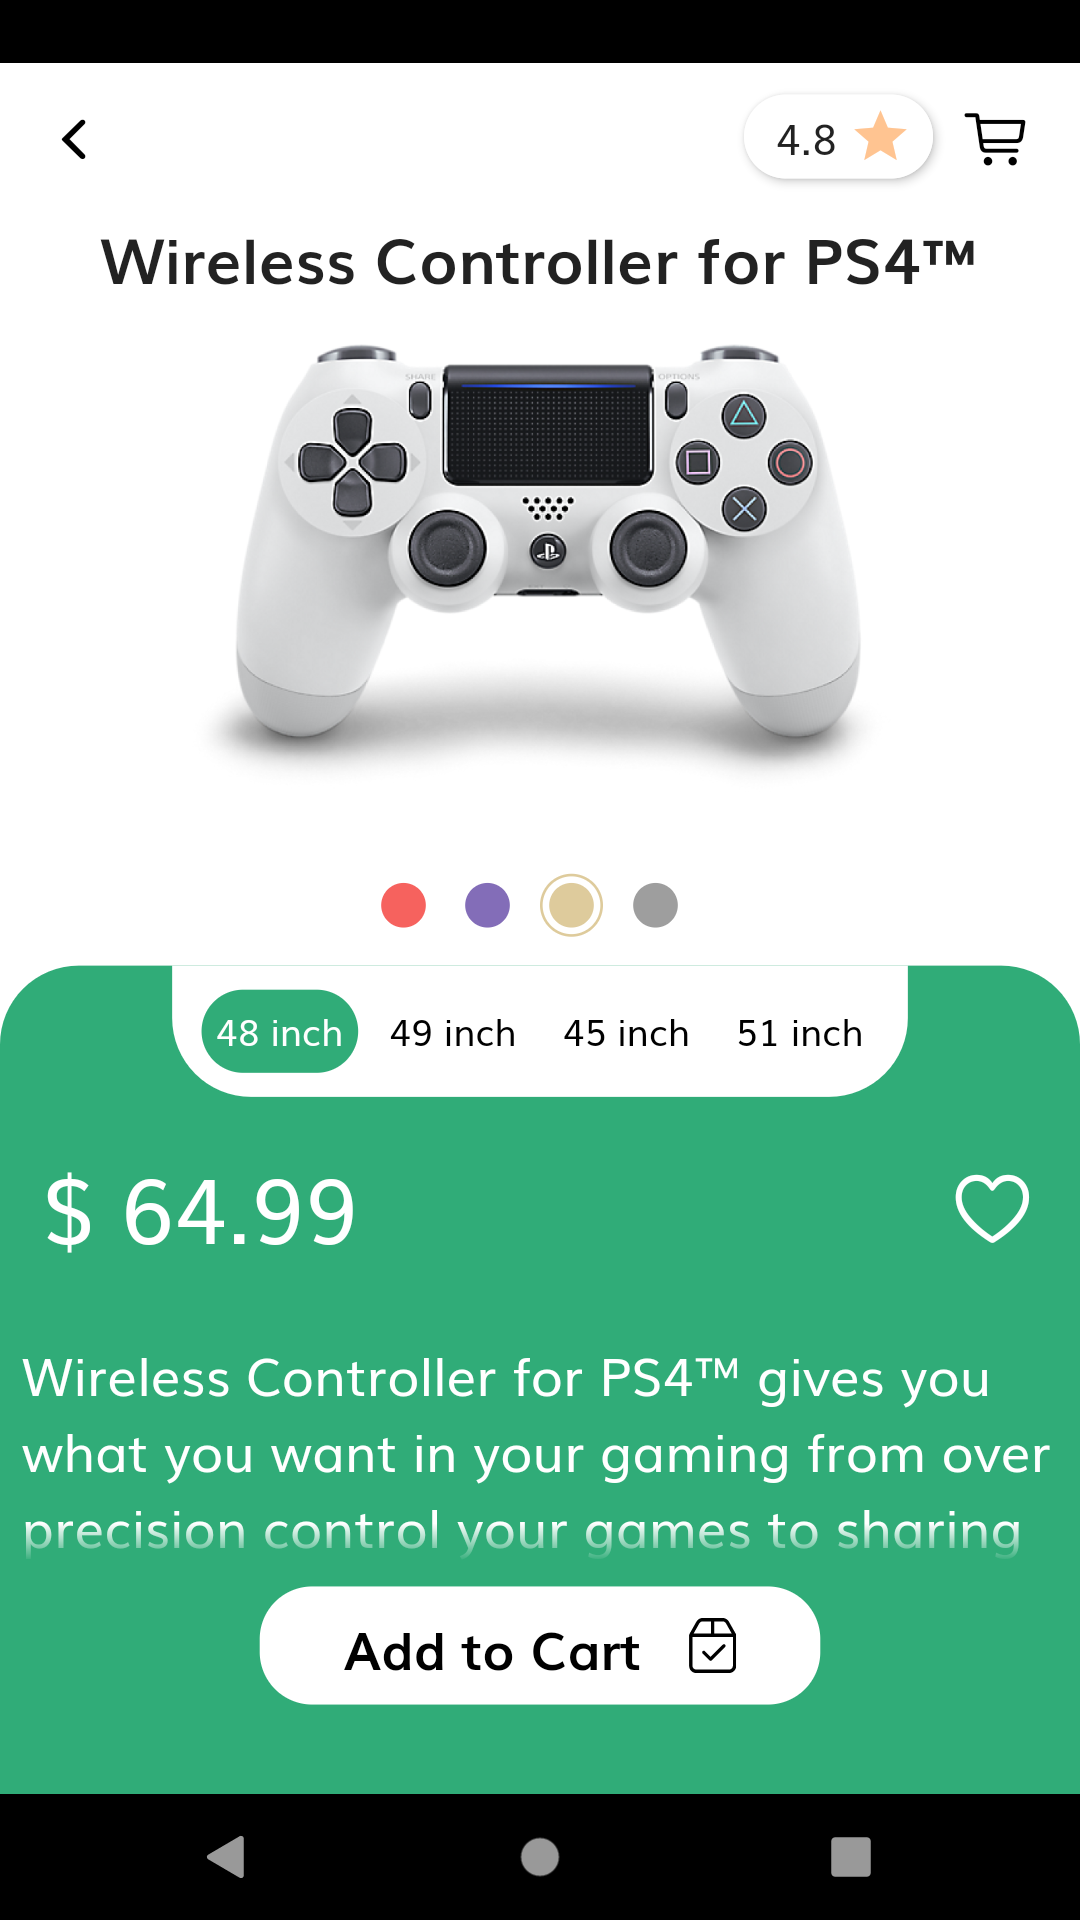 4.8
Wireless Controller for PS4™
SHARE
OPTIONS
48 inch 49 inch 45 inch 51 inch
$ 64.99
Wireless Controller for PS4™ gives you
what you want in your gaming from over
precision control your games to sharing
Add to Cart